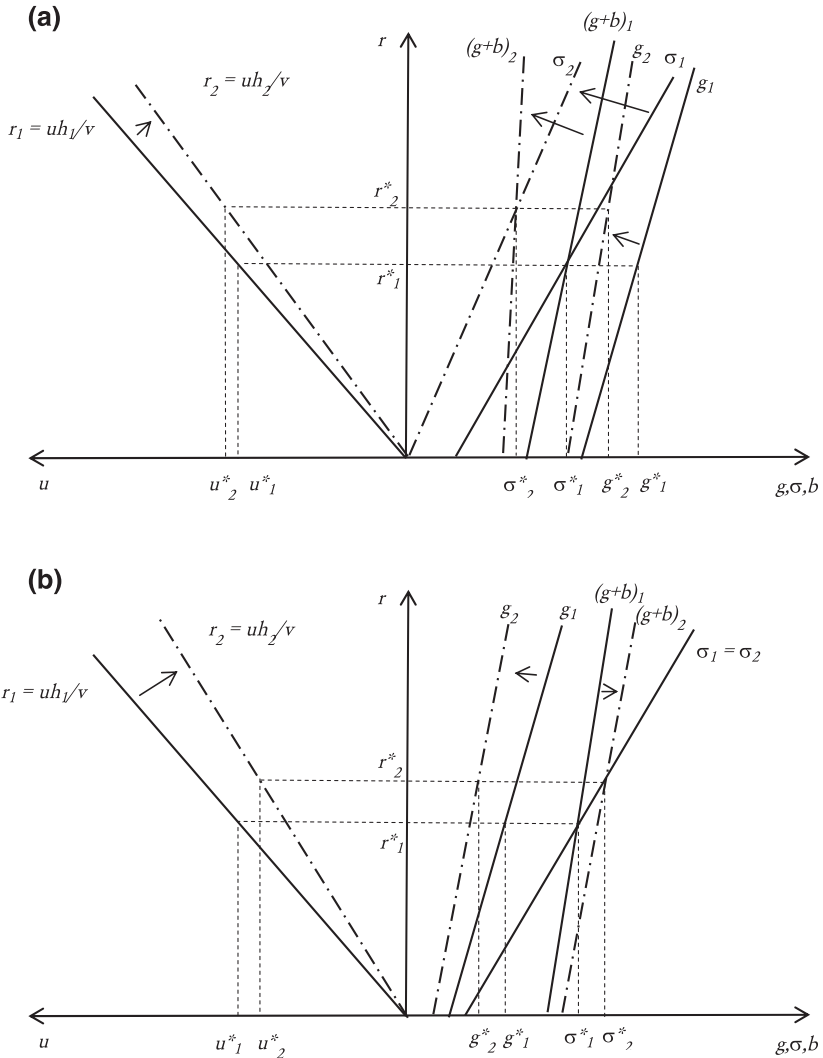 (a)
r
(g+b)₂
σ₂
(g+b)₁
g₂
σ₁
g₁
r₂ = uh₂/v
r₁ = uh₁/v
r*₂
r*₁
u
u*₂
u*₁
σ*₂
σ*₁
g*₂
g*₁
g,σ,b
(b)
r
g₂
g₁
(g+b)₁
(g+b)₂
r₂ = uh₂/v
σ₁ = σ₂
r₁ = uh₁/v
r*₂
r*₁
u
u*₁
u*₂
g*₂
g*₁
σ*₁
σ*₂
g,σ,b